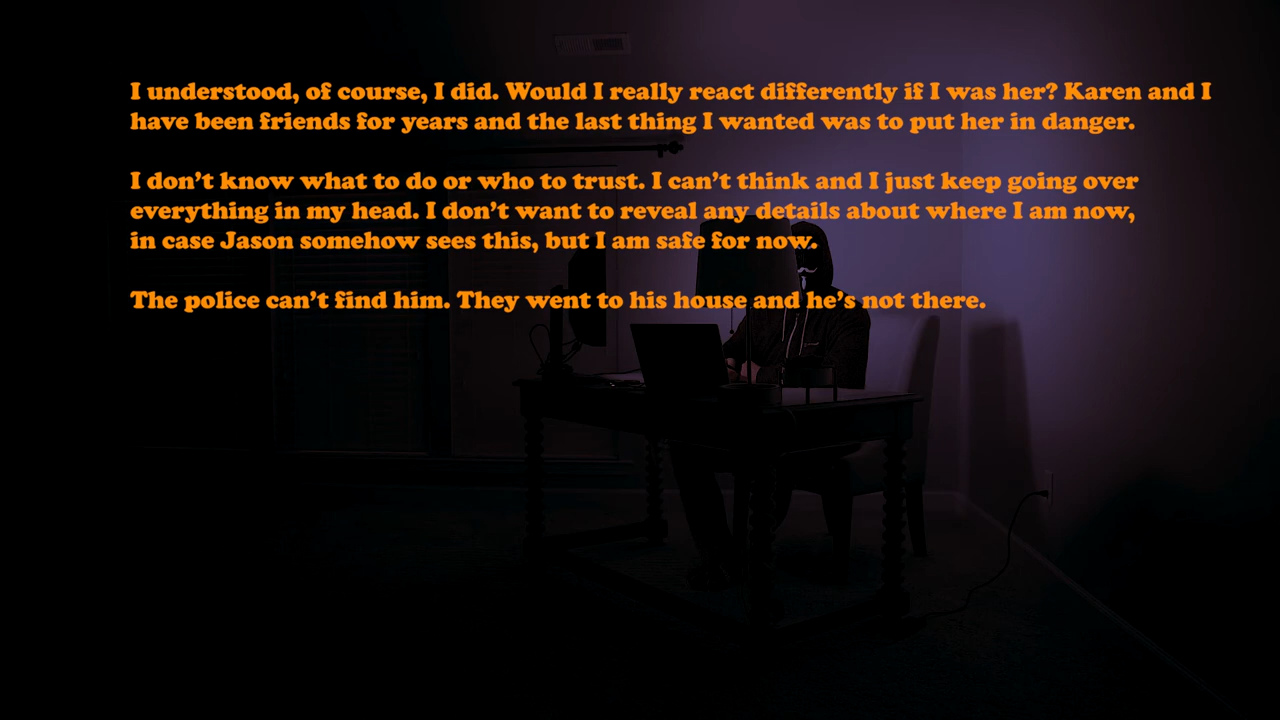 I understood, of course, I did. Would I really react differently if I was her? Karen and I
have been friends for years and the last thing I wanted was to put her in danger.
I don’t know what to do or who to trust. I can’t think and I just keep going over
everything in my head. I don’t want to reveal any details about where I am now,
in case Jason somehow sees this, but I am safe for now.
The police can’t find him. They went to his house and he’s not there.